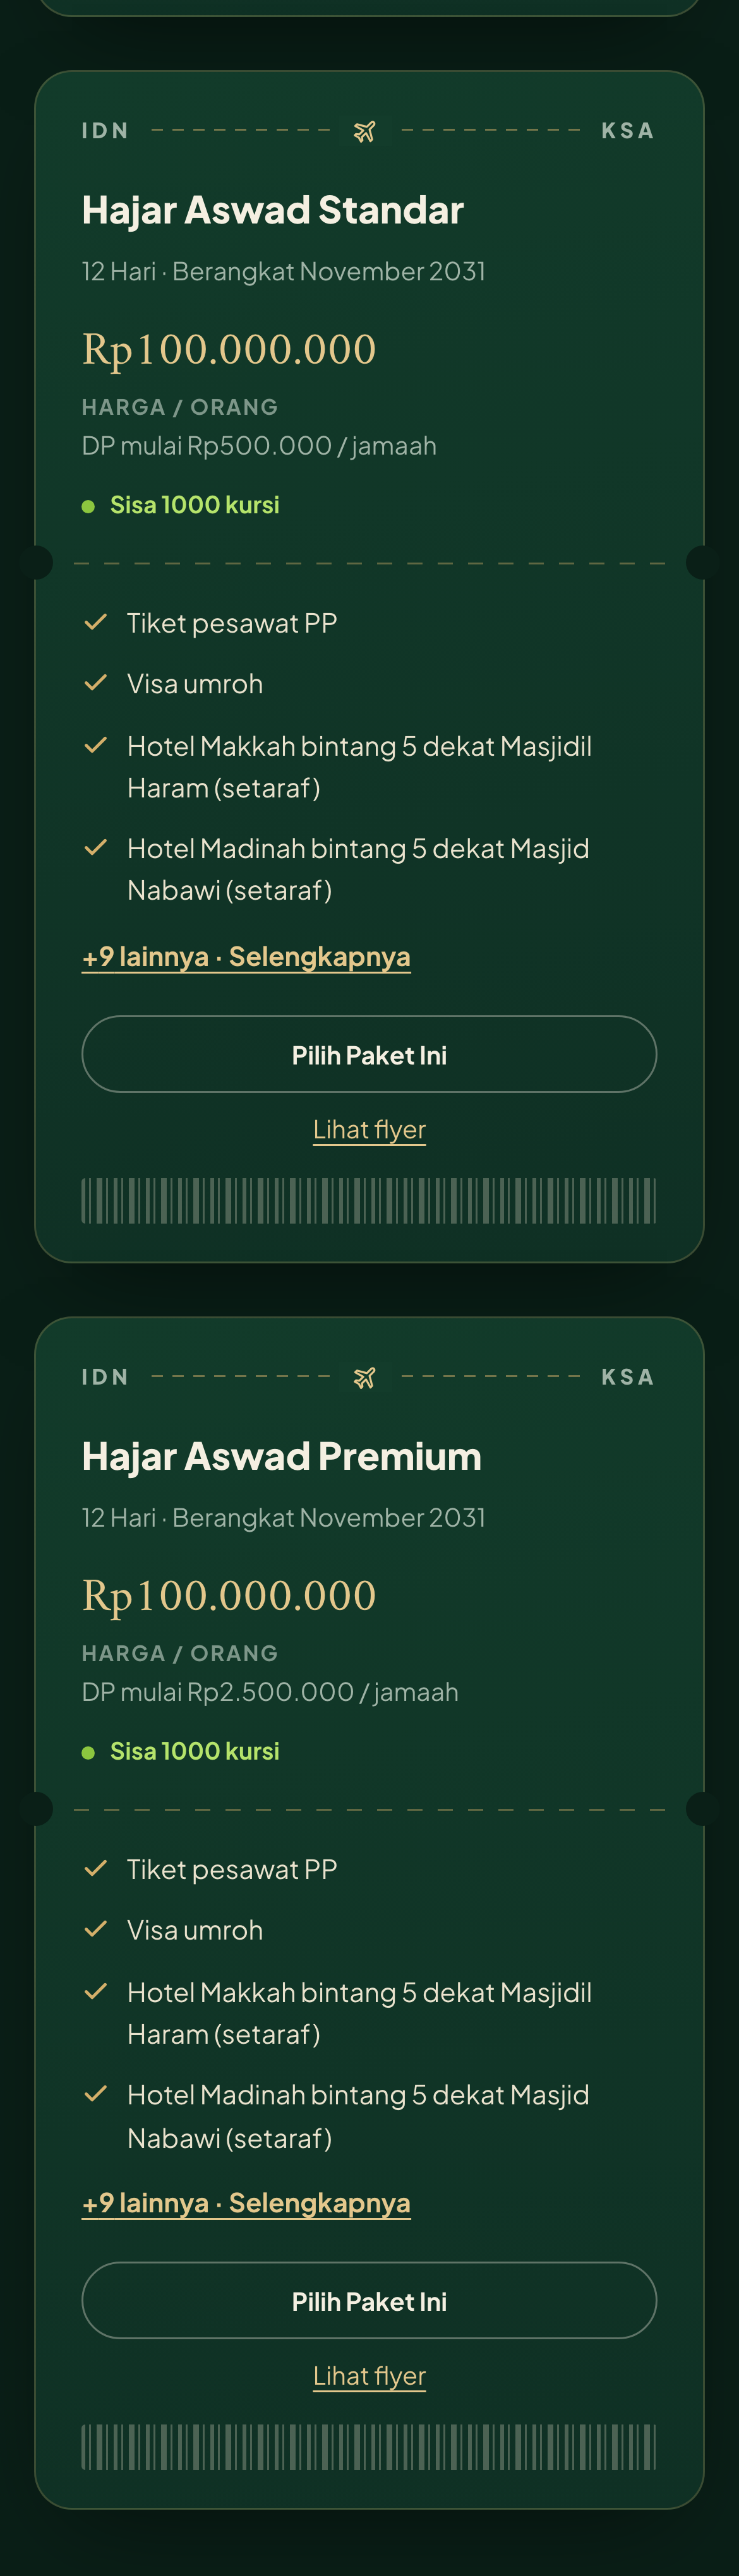 IDN KSA
Hajar Aswad Standar
12 Hari · Berangkat November 2031
Rp100.000.000
HARGA / ORANG
DP mulai Rp500.000 / jamaah
Sisa 1000 kursi
Tiket pesawat PP
Visa umroh
Hotel Makkah bintang 5 dekat Masjidil
Haram (setaraf)
Hotel Madinah bintang 5 dekat Masjid
Nabawi (setaraf)
+9 lainnya · Selengkapnya
Pilih Paket Ini
Lihat flyer
IDN KSA
Hajar Aswad Premium
12 Hari · Berangkat November 2031
Rp100.000.000
HARGA / ORANG
DP mulai Rp2.500.000 / jamaah
Sisa 1000 kursi
Tiket pesawat PP
Visa umroh
Hotel Makkah bintang 5 dekat Masjidil
Haram (setaraf)
Hotel Madinah bintang 5 dekat Masjid
Nabawi (setaraf)
+9 lainnya · Selengkapnya
Pilih Paket Ini
Lihat flyer